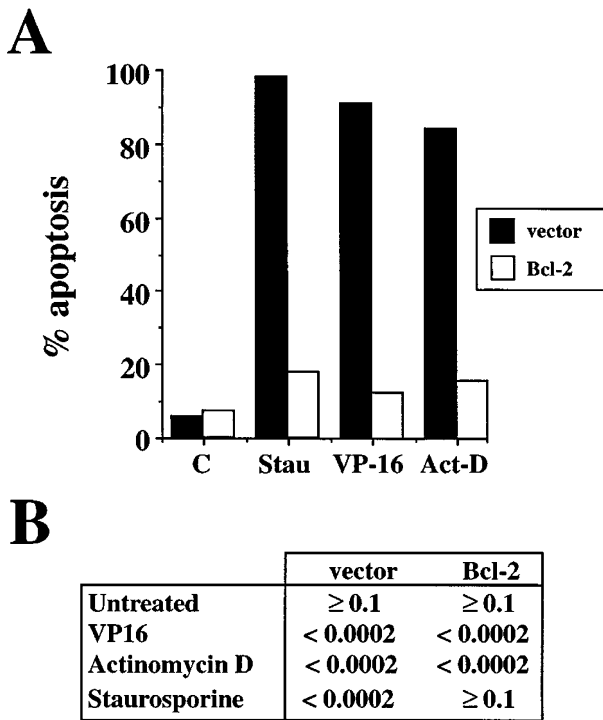 A
% apoptosis
100
80
60
40
20
0
C Stau VP-16 Act-D
vector
Bcl-2
B
vector Bcl-2
Untreated ≥ 0.1 ≥ 0.1
VP16 < 0.0002 < 0.0002
Actinomycin D < 0.0002 < 0.0002
Staurosporine < 0.0002 ≥ 0.1